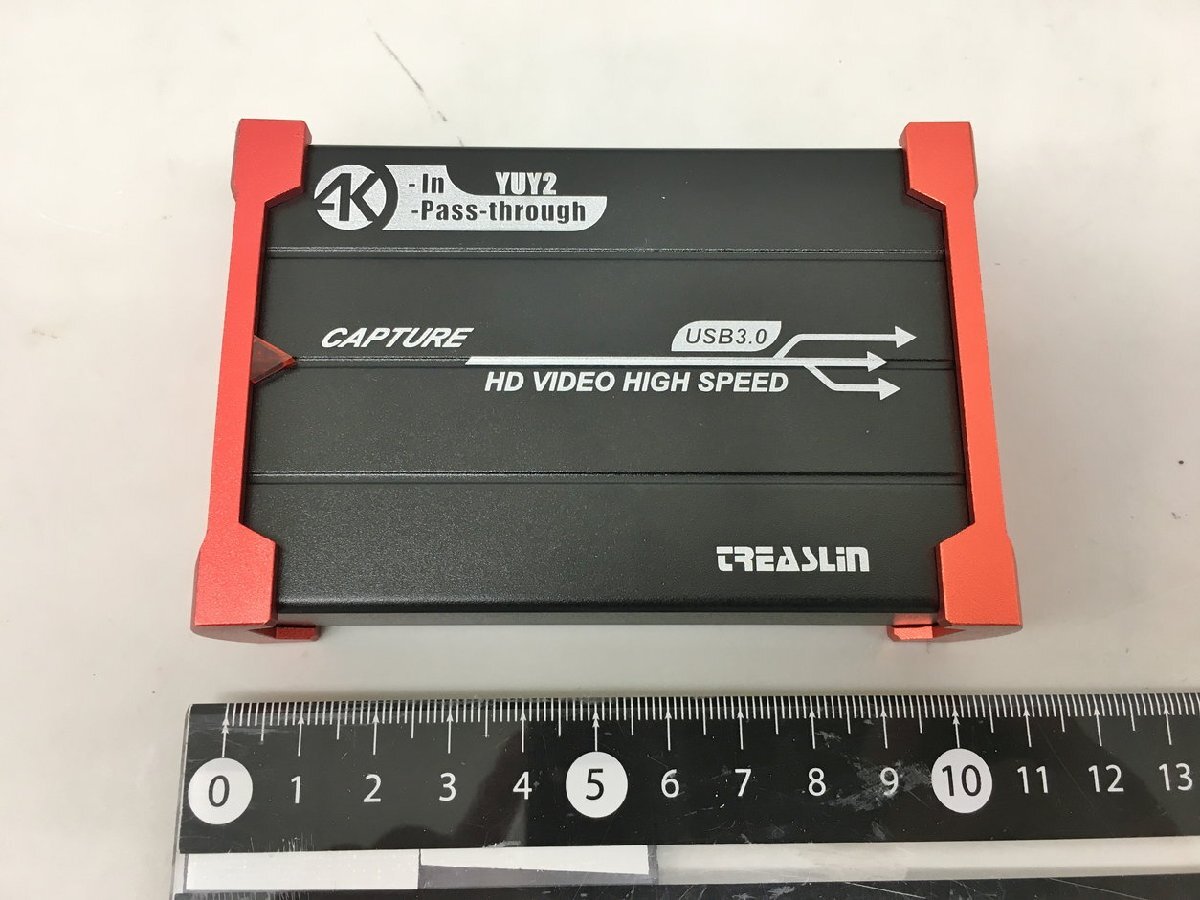 4K -In YUY2
-Pass-through
CAPTURE
USB3.0
HD VIDEO HIGH SPEED
TREASLIN
0 1 2 3 4 5 6 7 8 9 10 11 12 13